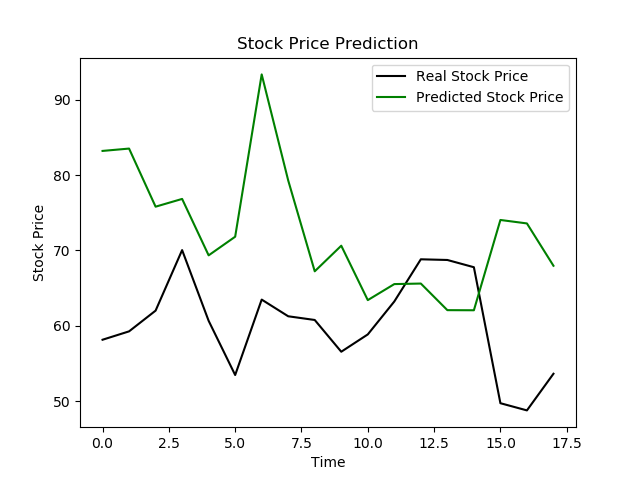 Stock Price Prediction
Real Stock Price
Predicted Stock Price
90
80
70
60
50
Stock Price
0.0 2.5 5.0 7.5 10.0 12.5 15.0 17.5
Time